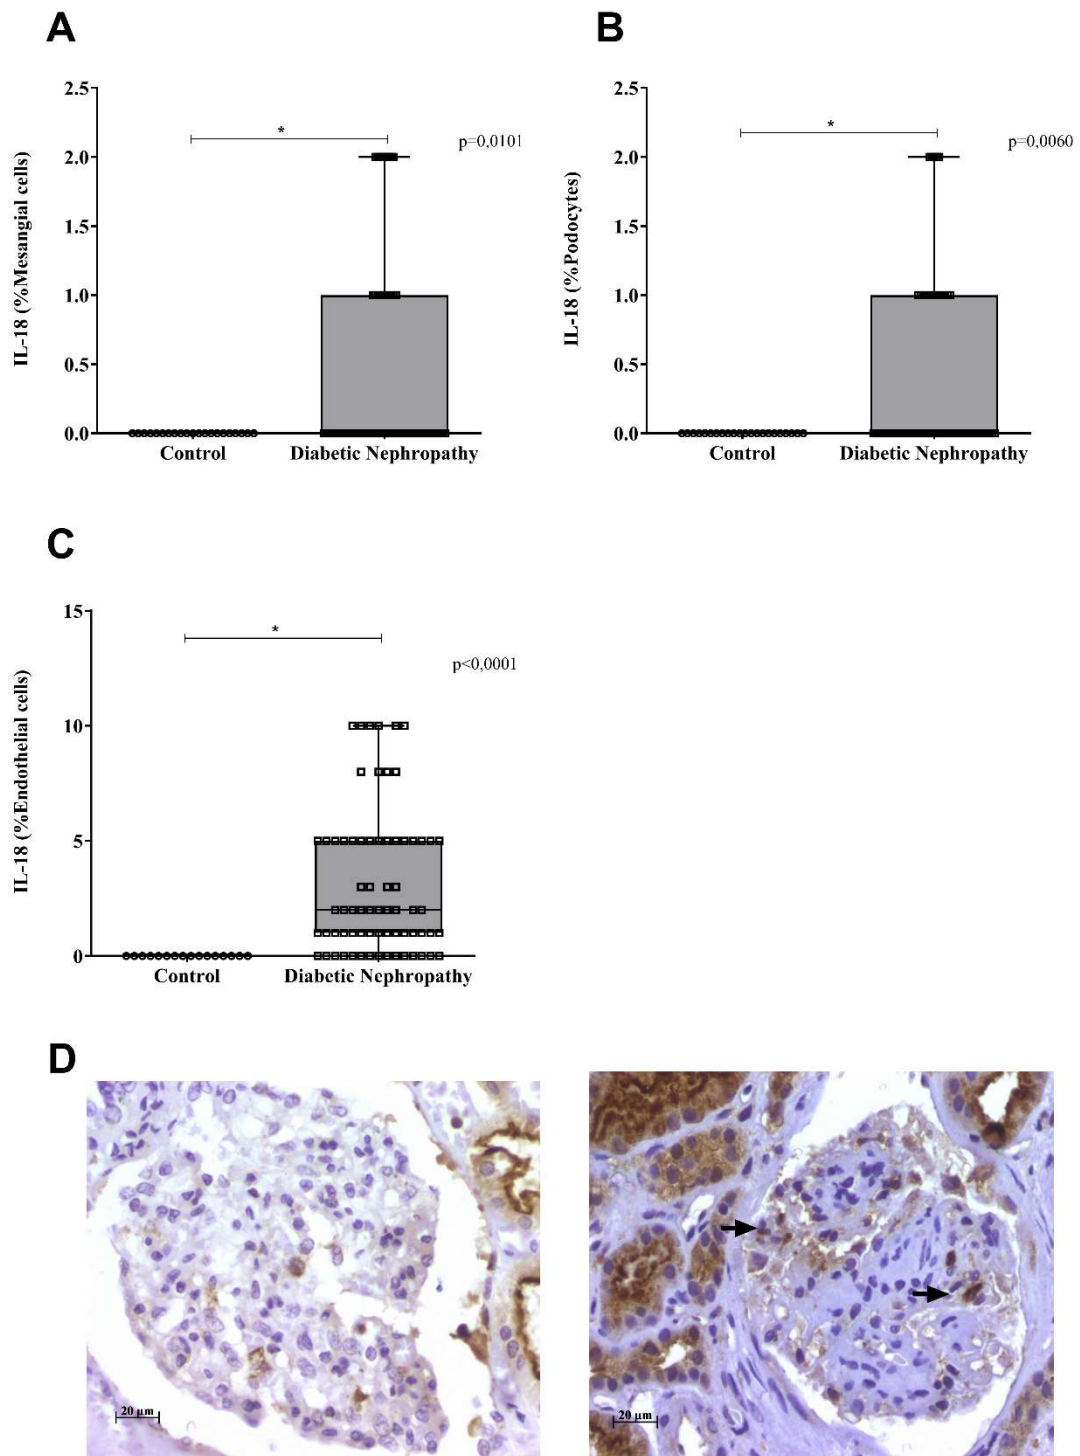 A
B
2.5
2.0
1.5
1.0
0.5
0.0
IL-18 (%Mesangial cells)
*
p=0,0101
Control
Diabetic Nephropathy
2.5
2.0
1.5
1.0
0.5
0.0
IL-18 (%Podocytes)
*
p=0,0060
Control
Diabetic Nephropathy
C
15
10
5
0
IL-18 (%Endothelial cells)
*
p<0,0001
Control
Diabetic Nephropathy
D
20 µm
20 µm